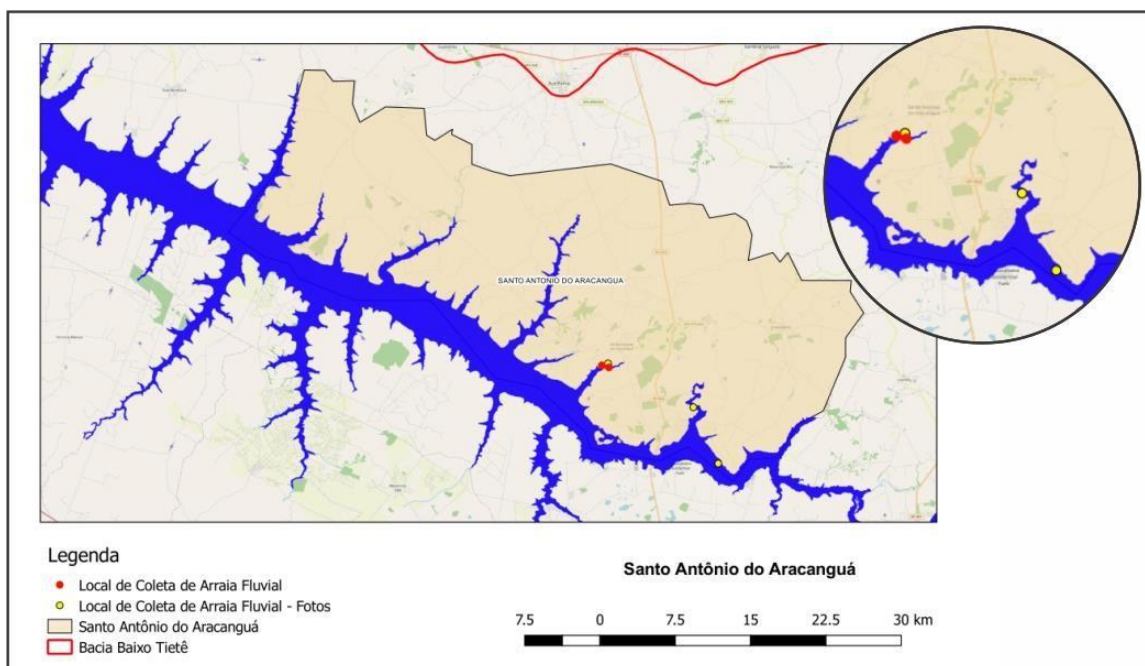 SANTO ANTONIO DO ARACANGUA
Legenda
Local de Coleta de Arraia Fluvial
Local de Coleta de Arraia Fluvial - Fotos
Santo Antônio do Aracanguá
Bacia Baixo Tietê
Santo Antônio do Aracanguá
7.5 0 7.5 15 22.5 30 km